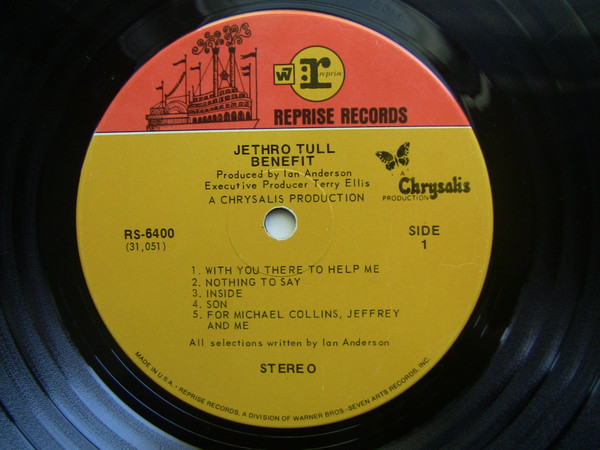 W7
r
reprise
REPRISE RECORDS
JETHRO TULL
BENEFIT
Produced by Ian Anderson
Executive Producer Terry Ellis
A CHRYSALIS PRODUCTION
A
Chrysalis
PRODUCTION
RS-6400
(31,051)
SIDE
1
1. WITH YOU THERE TO HELP ME
2. NOTHING TO SAY
3. INSIDE
4. SON
5. FOR MICHAEL COLLINS, JEFFREY
AND ME
All selections written by Ian Anderson
STEREO
MADE IN U.S.A. • REPRISE RECORDS, A DIVISION OF WARNER BROS.-SEVEN ARTS RECORDS, INC.